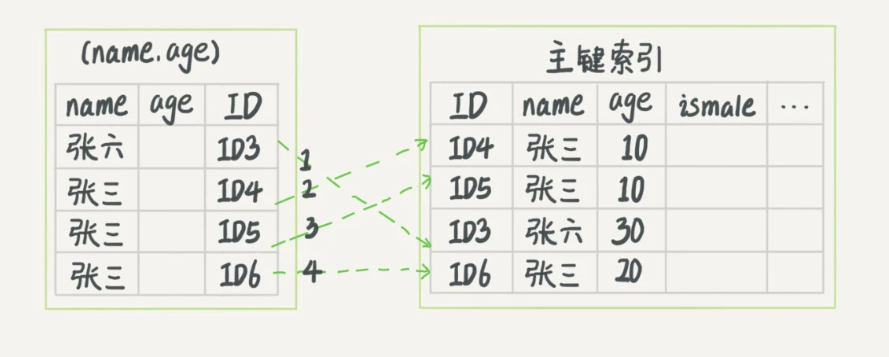 (name.age)
name age ID
张六 ID3
张三 ID4
张三 ID5
张三 ID6
1
2
3
4
主键索引
ID name age ismale ...
ID4 张三 10
ID5 张三 10
ID3 张六 30
ID6 张三 20